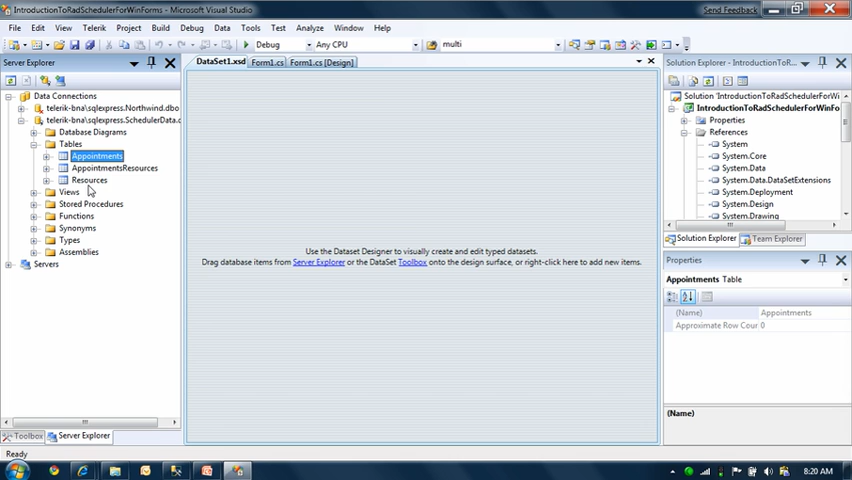 IntroductionToRadSchedulerForWinForms - Microsoft Visual Studio
Send Feedback
File Edit View Telerik Project Build Debug Data Tools Test Analyze Window Help
Debug Any CPU multi
Server Explorer
Data Connections
telerik-bna\sqlexpress.Northwind.dbo
telerik-bna\sqlexpress.SchedulerData.c
Database Diagrams
Tables
Appointments
AppointmentsResources
Resources
Views
Stored Procedures
Functions
Synonyms
Types
Assemblies
Servers
Toolbox Server Explorer
DataSet1.xsd Form1.cs Form1.cs [Design]
Use the Dataset Designer to visually create and edit typed datasets.
Drag database items from Server Explorer or the DataSet Toolbox onto the design surface, or right-click here to add new items.
Solution Explorer - IntroductionToRad...
Solution 'IntroductionToRadSchedulerForWi
IntroductionToRadSchedulerForWinFo
Properties
References
System
System.Core
System.Data
System.Data.DataSetExtensions
System.Deployment
System.Design
System.Drawing
Solution Explorer Team Explorer
Properties
Appointments Table
(Name) Appointments
Approximate Row Cour 0
(Name)
Ready
8:20 AM